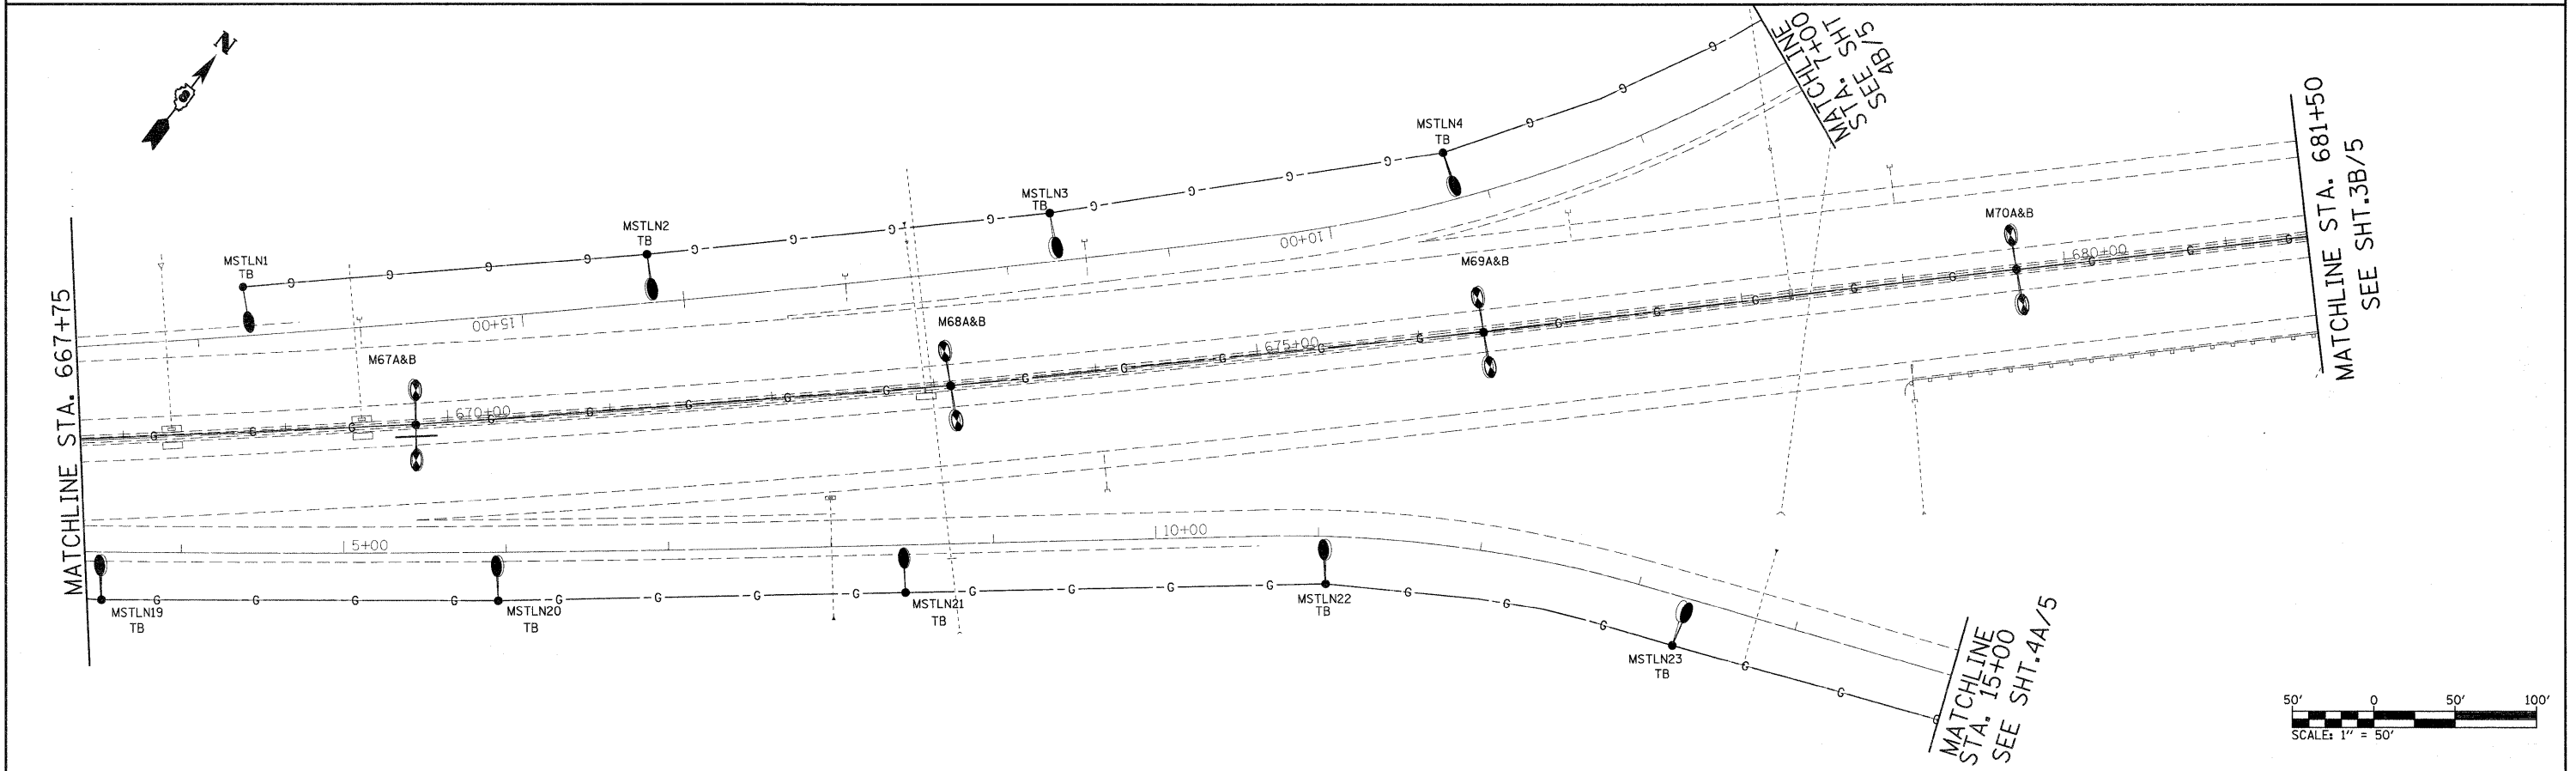 N
MATCHLINE
STA. 7+00
SEE SHT
4B/5
MSTLN4
TB
MSTLN3
TB
MSTLN2
TB
MSTLN1
TB
MATCHLINE STA. 681+50
SEE SHT.3B/5
M70A&B
680+00
10+00
M69A&B
15+00
M68A&B
675+00
MATCHLINE STA. 667+75
M67A&B
670+00
5+00
10+00
MSTLN19
TB
MSTLN20
TB
MSTLN21
TB
MSTLN22
TB
MSTLN23
TB
MATCHLINE
STA. 15+00
SEE SHT.4A/5
50' 0 50' 100'
SCALE: 1" = 50'
G G G G G G G G G G G G G G G
G G G G G G G G G G G G G G G G G G G G G G
G G G G G G G G G G G G G G G G G G